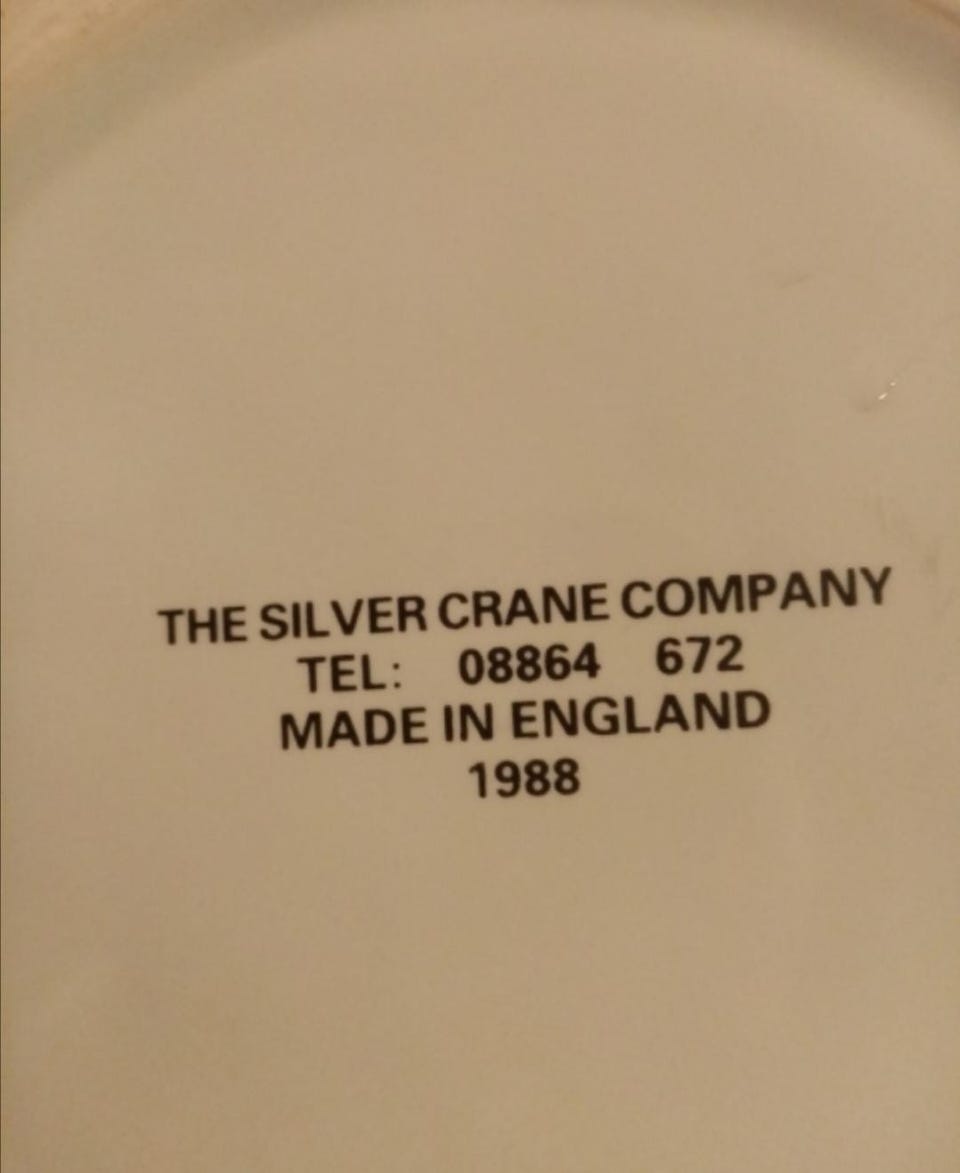 THE SILVER CRANE COMPANY
TEL: 08864 672
MADE IN ENGLAND
1988